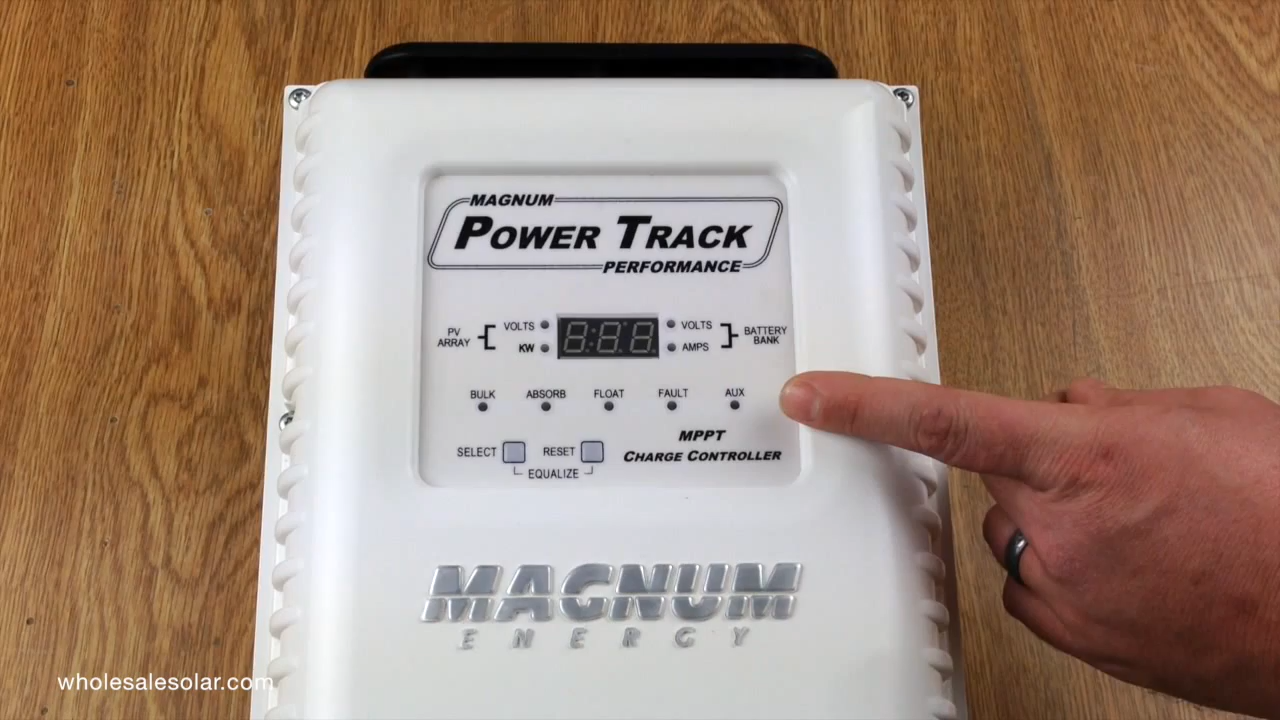 MAGNUM
POWER TRACK
PERFORMANCE
PV ARRAY
VOLTS
KW
VOLTS
AMPS
BATTERY BANK
BULK ABSORB FLOAT FAULT AUX
SELECT RESET
EQUALIZE
MPPT
CHARGE CONTROLLER
MAGNUM
ENERGY
wholesalesolar.com